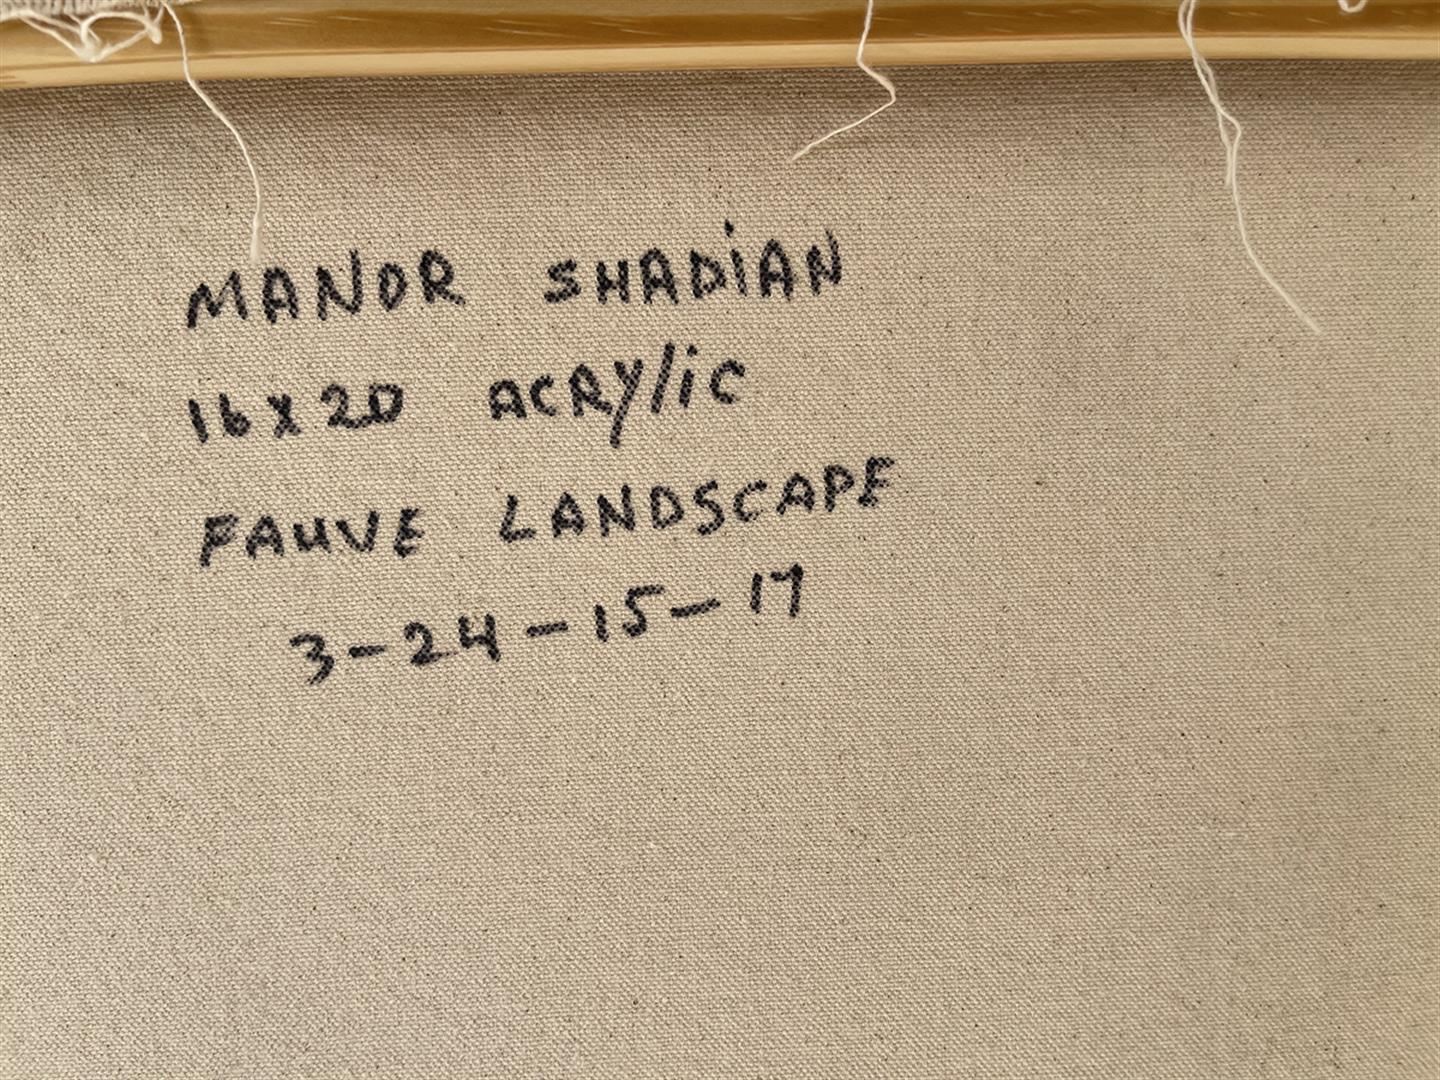 MANOR SHADiAN
16x20 ACRYliC
FAUVE LANDSCAPE
3-24-15-17